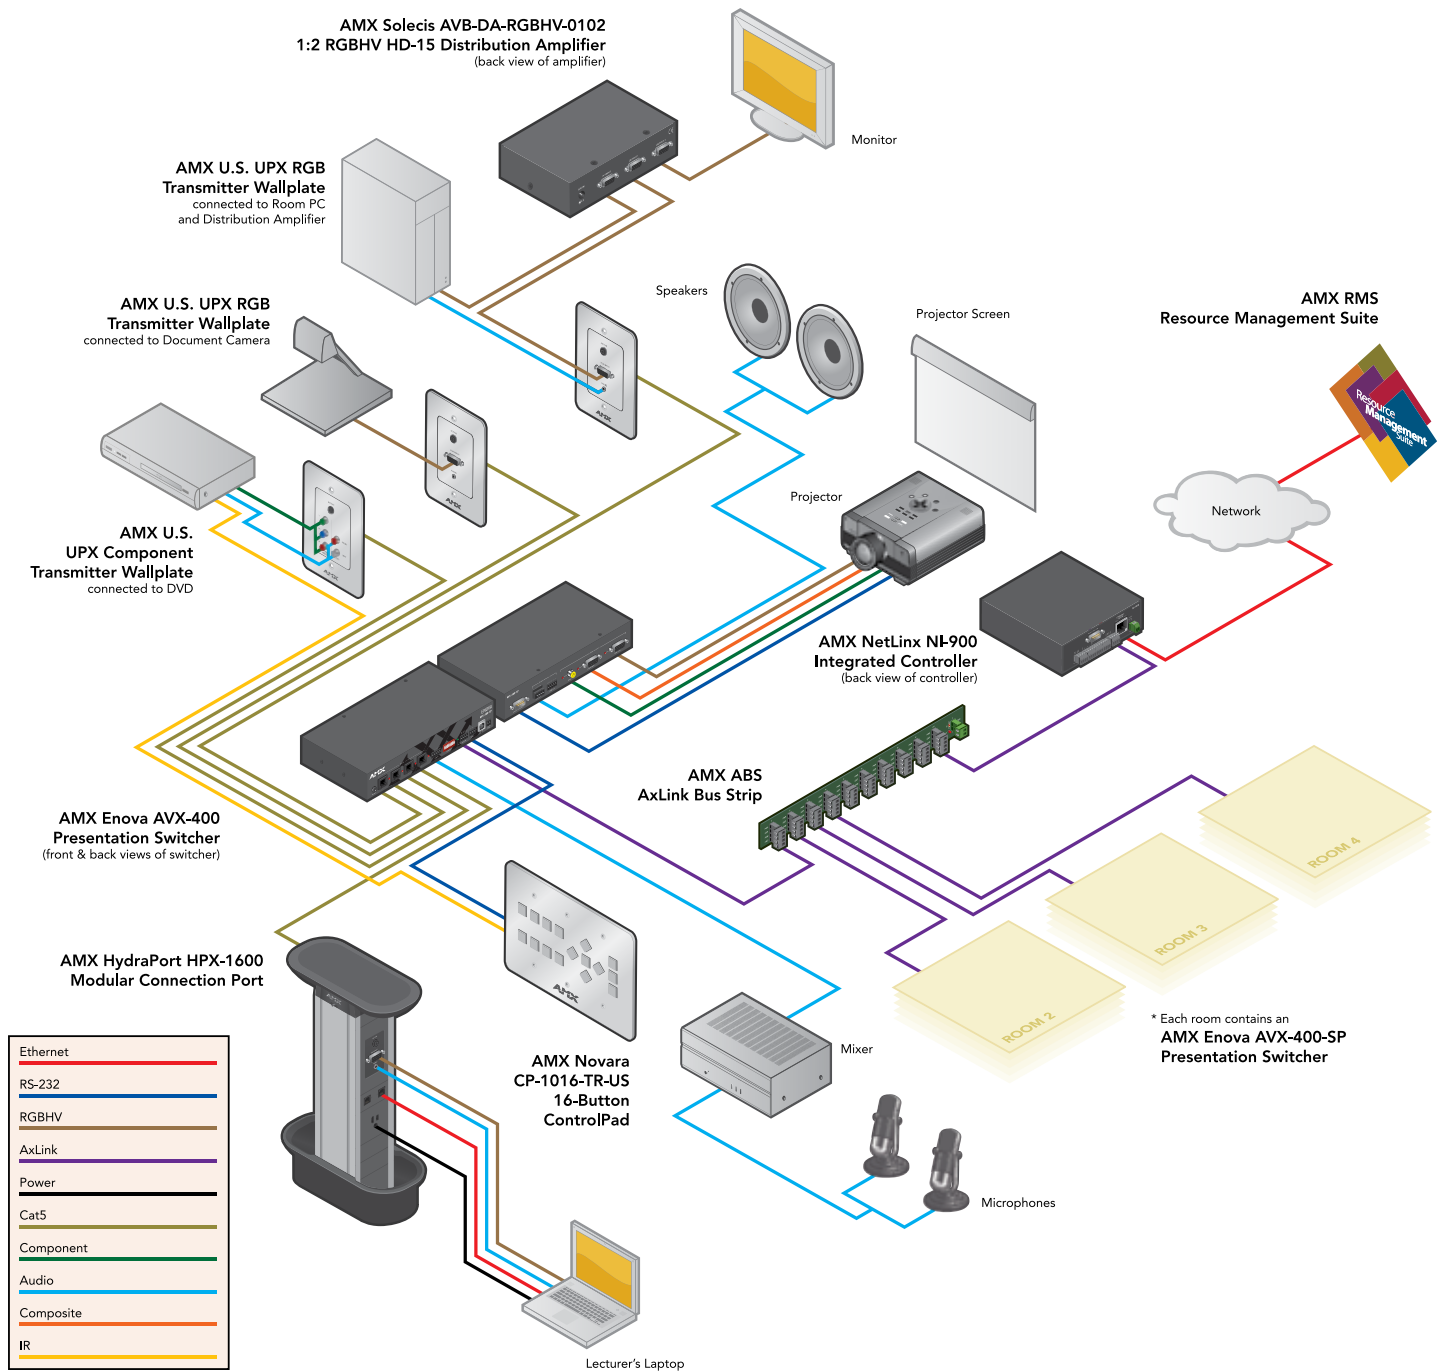 AMX Solecis AVB-DA-RGBHV-0102
1:2 RGBHV HD-15 Distribution Amplifier
(back view of amplifier)
Monitor
AMX U.S. UPX RGB
Transmitter Wallplate
connected to Room PC
and Distribution Amplifier
Speakers
Projector Screen
AMX RMS
Resource Management Suite
Resource
Management
Suite
AMX U.S. UPX RGB
Transmitter Wallplate
connected to Document Camera
AMX
AMX
AMX
Projector
Network
AMX U.S.
UPX Component
Transmitter Wallplate
connected to DVD
AMX NetLinx NI-900
Integrated Controller
(back view of controller)
AMX
AMX ABS
AxLink Bus Strip
AMX Enova AVX-400
Presentation Switcher
(front & back views of switcher)
ROOM 4
ROOM 3
ROOM 2
AMX HydraPort HPX-1600
Modular Connection Port
AMX
AMX
* Each room contains an
AMX Enova AVX-400-SP
Presentation Switcher
Mixer
AMX Novara
CP-1016-TR-US
16-Button
ControlPad
Microphones
Ethernet
RS-232
RGBHV
AxLink
Power
Cat5
Component
Audio
Composite
IR
Lecturer's Laptop